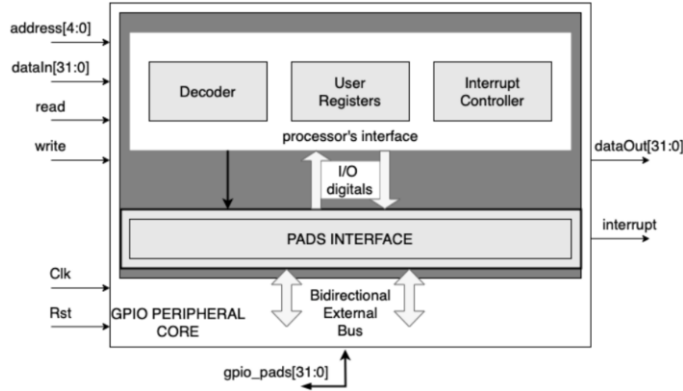 address[4:0]
dataIn[31:0]
read
write
Decoder
User
Registers
Interrupt
Controller
processor's interface
I/O
digitals
dataOut[31:0]
interrupt
PADS INTERFACE
Clk
Rst
GPIO PERIPHERAL
CORE
Bidirectional
External
Bus
gpio_pads[31:0]